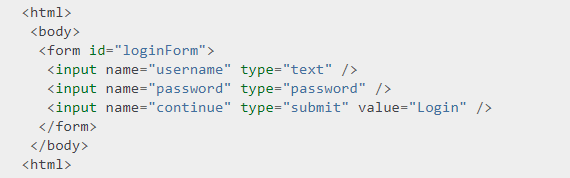 <html>
<body>
<form id="loginForm">
<input name="username" type="text" />
<input name="password" type="password" />
<input name="continue" type="submit" value="Login" />
</form>
</body>
<html>